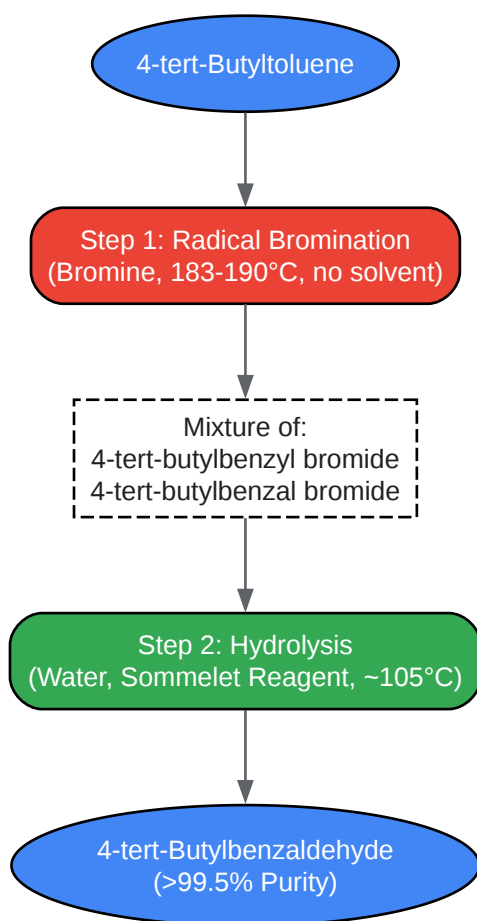 4-tert-Butyltoluene
Step 1: Radical Bromination
(Bromine, 183-190°C, no solvent)
Mixture of:
4-tert-butylbenzyl bromide
4-tert-butylbenzal bromide
Step 2: Hydrolysis
(Water, Sommelet Reagent, ~105°C)
4-tert-Butylbenzaldehyde
(>99.5% Purity)